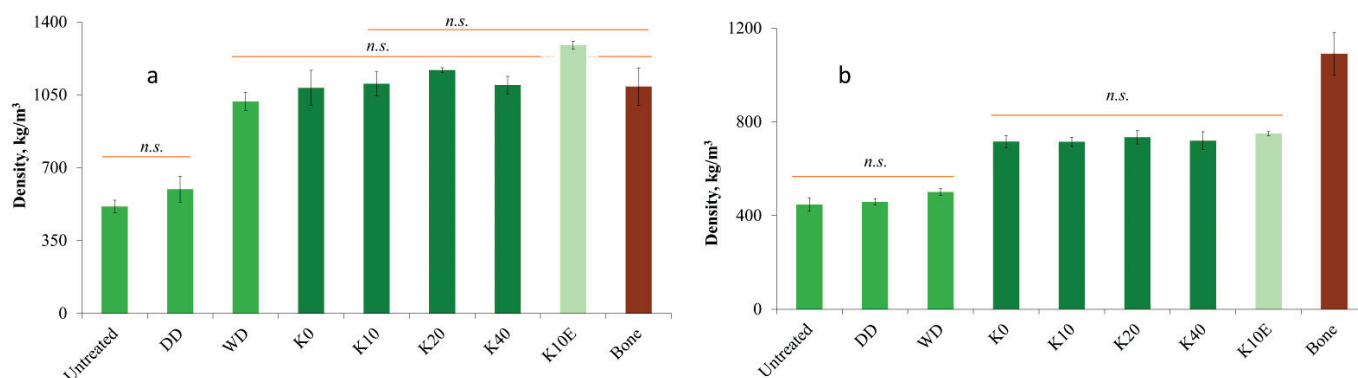 1400
1050
700
350
0
Density, kg/m³
a
n.s.
n.s.
n.s.
Untreated
DD
WD
K0
K10
K20
K40
K10E
Bone
1200
800
400
0
Density, kg/m³
b
n.s.
n.s.
Untreated
DD
WD
K0
K10
K20
K40
K10E
Bone